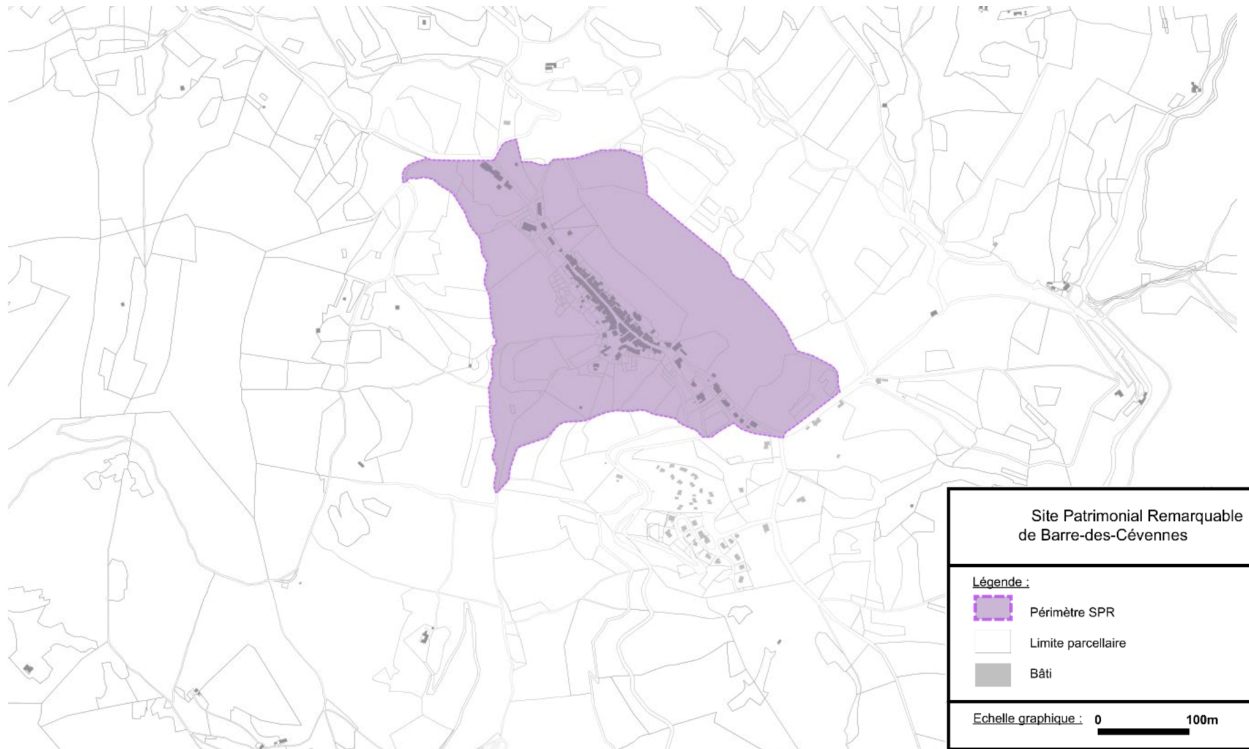 Site Patrimonial Remarquable
de Barre-des-Cévennes
Légende :
Périmètre SPR
Limite parcellaire
Bâti
Echelle graphique : 0 100m